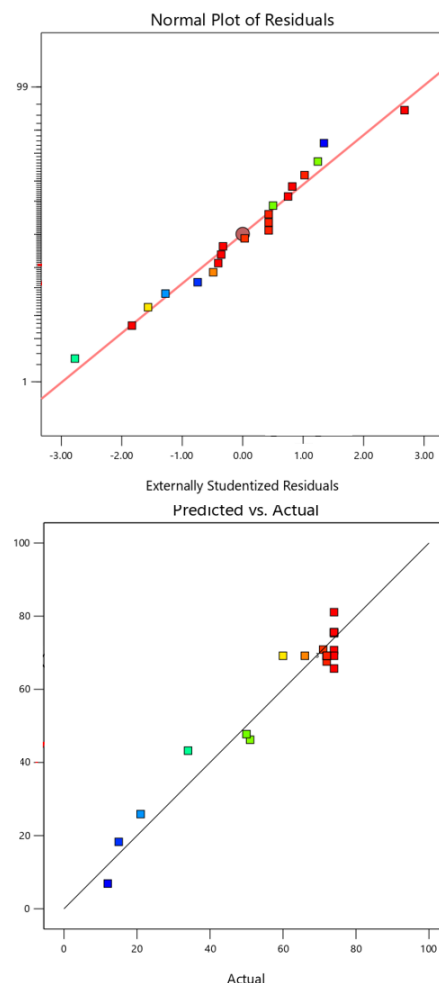 Normal Plot of Residuals
99
1
-3.00 -2.00 -1.00 0.00 1.00 2.00 3.00
Externally Studentized Residuals
Predicted vs. Actual
100
80
60
40
20
0
0 20 40 60 80 100
Actual